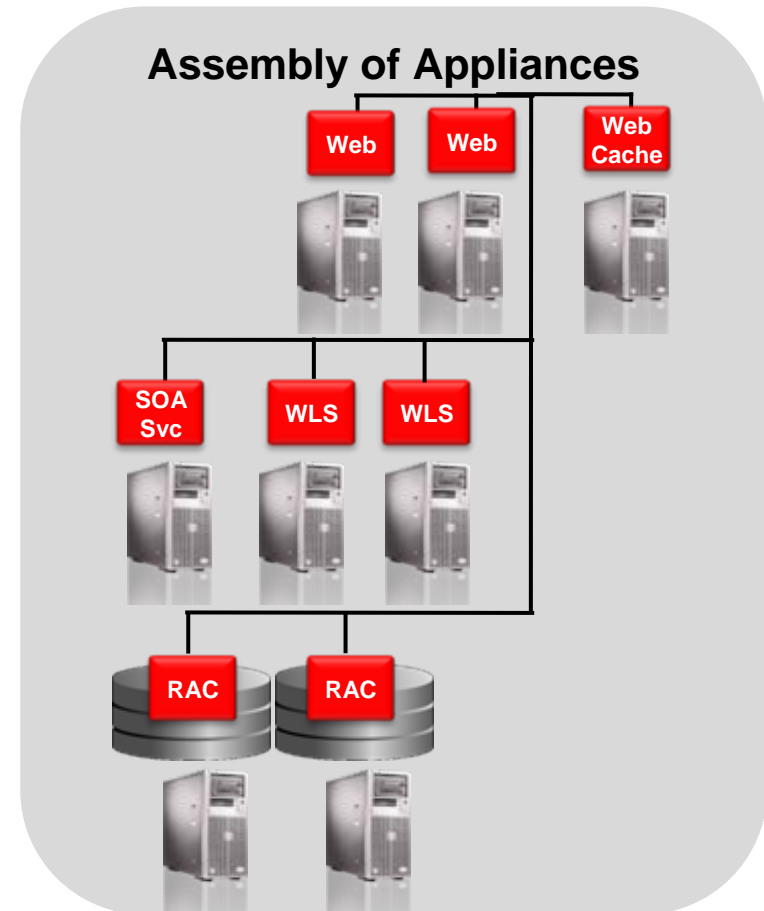 Assembly of Appliances
Web
Web
Web
Cache
SOA
Svc
WLS
WLS
RAC
RAC